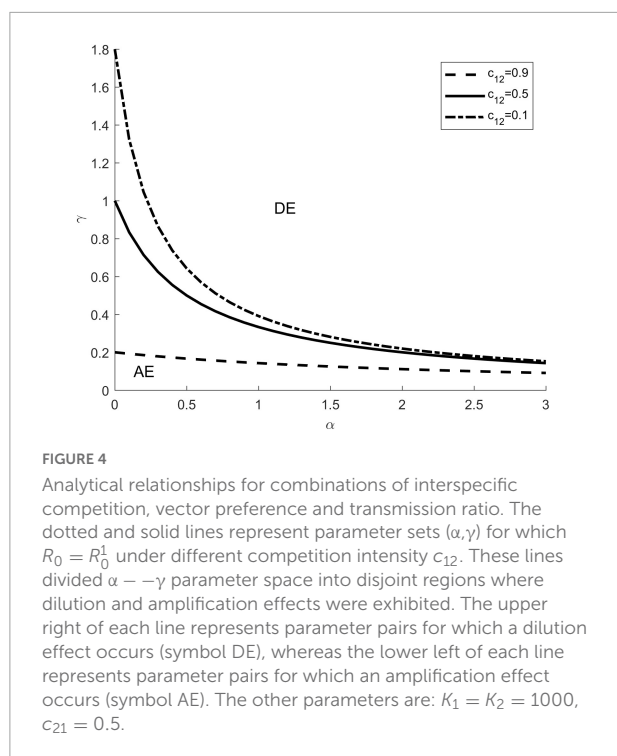 1.8
1.6
1.4
1.2
1
0.8
0.6
0.4
0.2
0
γ
c12=0.9
c12=0.5
c12=0.1
DE
AE
0 0.5 1 1.5 2 2.5 3
α
FIGURE 4
Analytical relationships for combinations of interspecific
competition, vector preference and transmission ratio. The
dotted and solid lines represent parameter sets (α,γ) for which
R₀ = R₀¹ under different competition intensity c₁₂. These lines
divided α − −γ parameter space into disjoint regions where
dilution and amplification effects were exhibited. The upper
right of each line represents parameter pairs for which a dilution
effect occurs (symbol DE), whereas the lower left of each line
represents parameter pairs for which an amplification effect
occurs (symbol AE). The other parameters are: K₁ = K₂ = 1000,
c₂₁ = 0.5.